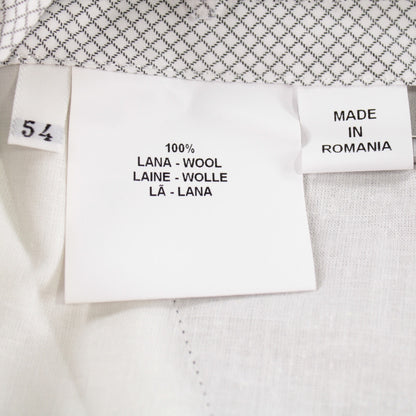 54
100%
LANA - WOOL
LAINE - WOLLE
LÃ - LANA
MADE
IN
ROMANIA